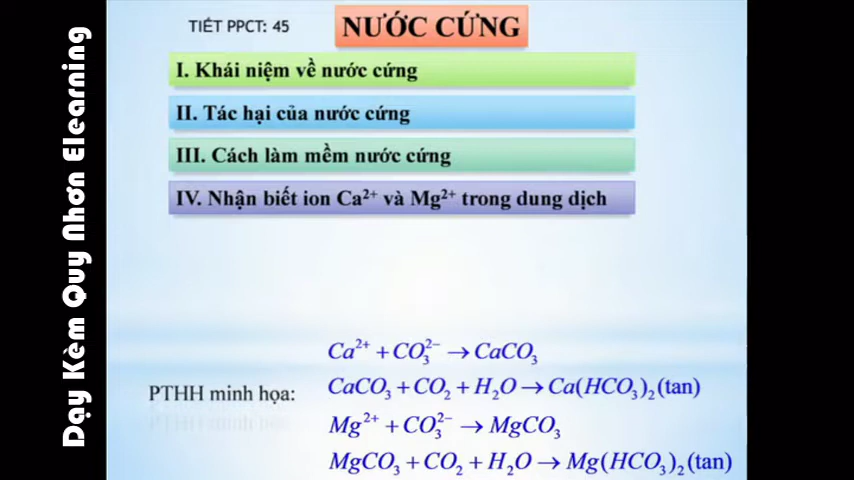 Dạy Kèm Quy Nhơn Elearning
TIẾT PPCT: 45
NƯỚC CỨNG
I. Khái niệm về nước cứng
II. Tác hại của nước cứng
III. Cách làm mềm nước cứng
IV. Nhận biết ion Ca²⁺ và Mg²⁺ trong dung dịch
PTHH minh họa:
Ca²⁺ + CO₃²⁻ → CaCO₃
CaCO₃ + CO₂ + H₂O → Ca(HCO₃)₂(tan)
Mg²⁺ + CO₃²⁻ → MgCO₃
MgCO₃ + CO₂ + H₂O → Mg(HCO₃)₂(tan)